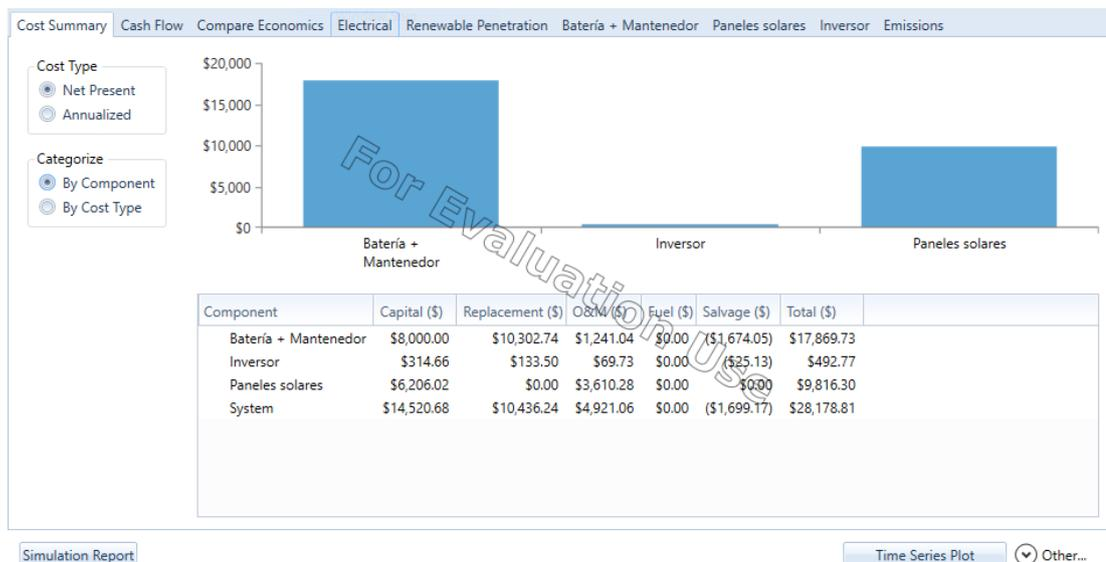 Cost Summary Cash Flow Compare Economics Electrical Renewable Penetration Batería + Mantenedor Paneles solares Inversor Emissions
Cost Type
Net Present
Annualized
Categorize
By Component
By Cost Type
$20,000
$15,000
$10,000
$5,000
$0
Batería +
Mantenedor
Inversor
Paneles solares
For Evaluation Use
Component Capital ($) Replacement ($) O&M ($) Fuel ($) Salvage ($) Total ($)
Batería + Mantenedor $8,000.00 $10,302.74 $1,241.04 $0.00 ($1,674.05) $17,869.73
Inversor $314.66 $133.50 $69.73 $0.00 ($25.13) $492.77
Paneles solares $6,206.02 $0.00 $3,610.28 $0.00 $0.00 $9,816.30
System $14,520.68 $10,436.24 $4,921.06 $0.00 ($1,699.17) $28,178.81
Simulation Report Time Series Plot Other...